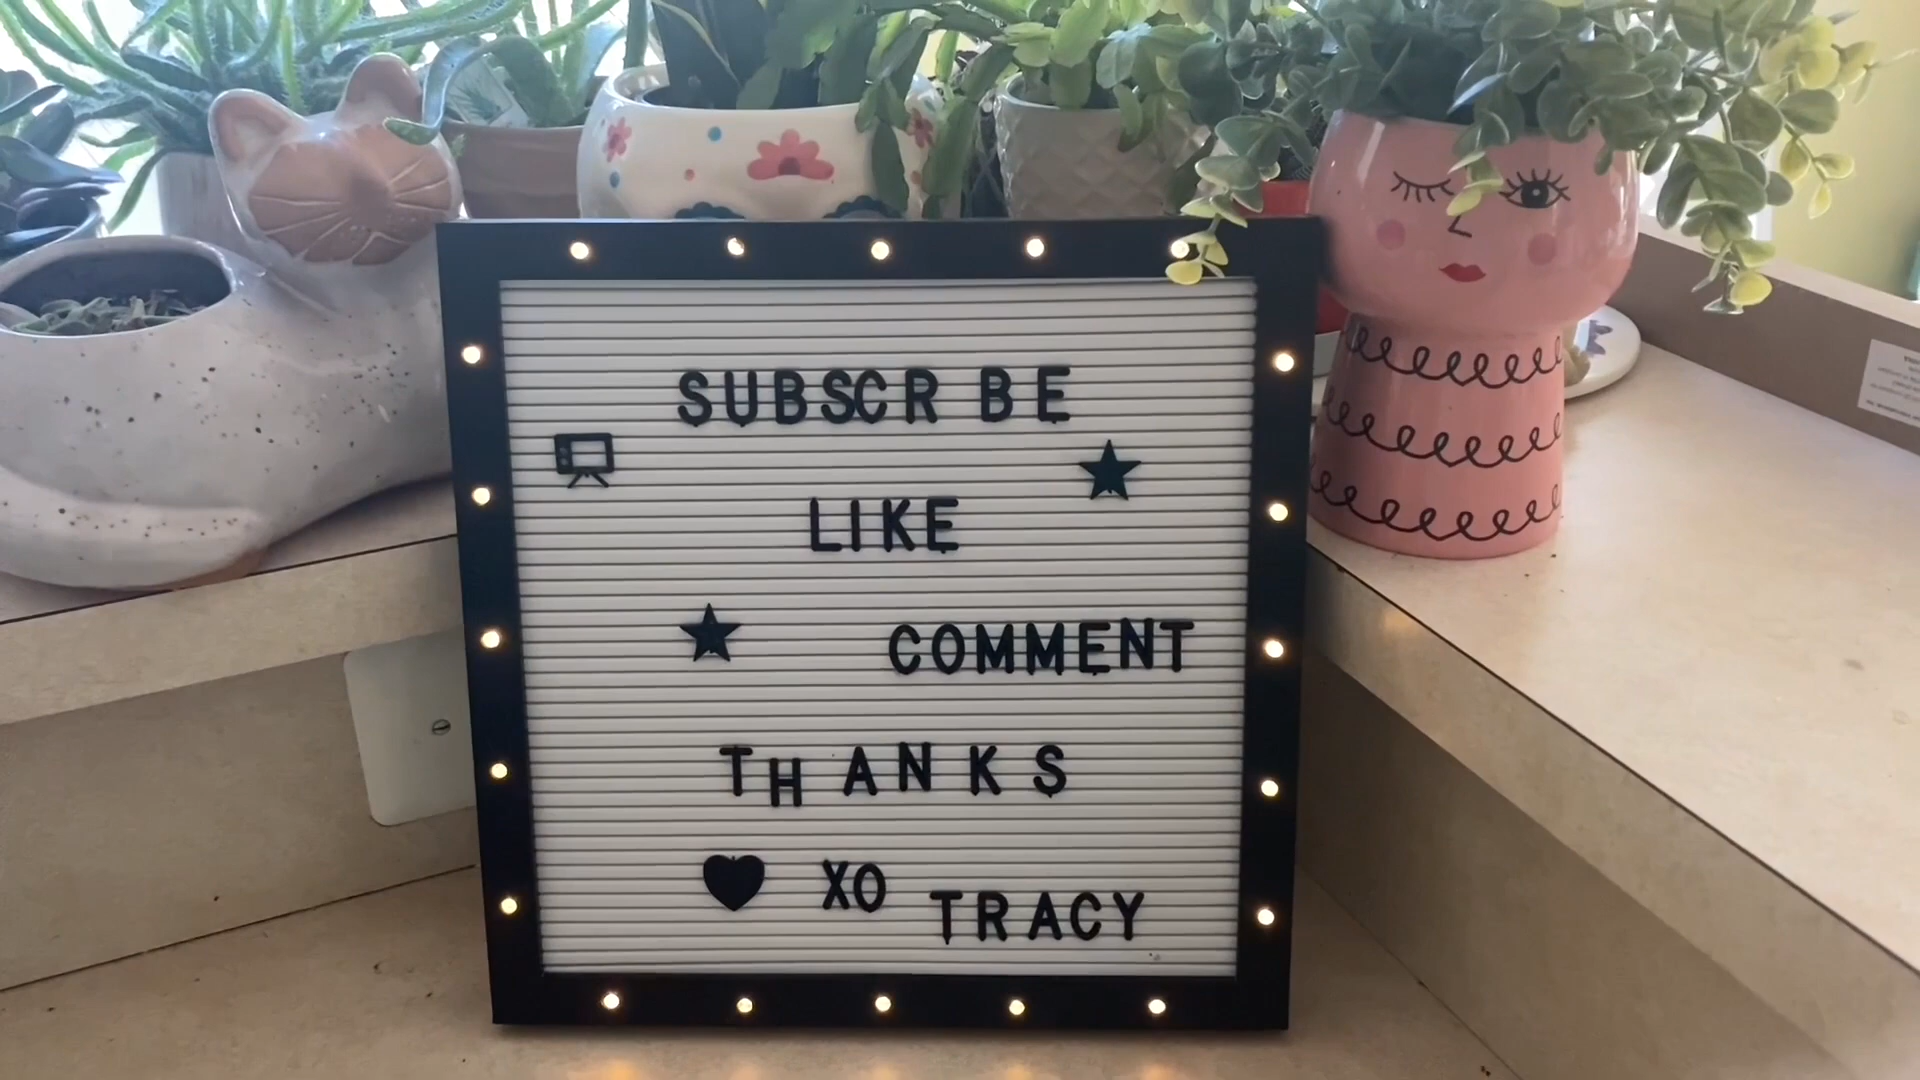 SUBSCR BE
LIKE
COMMENT
THANKS
XO TRACY